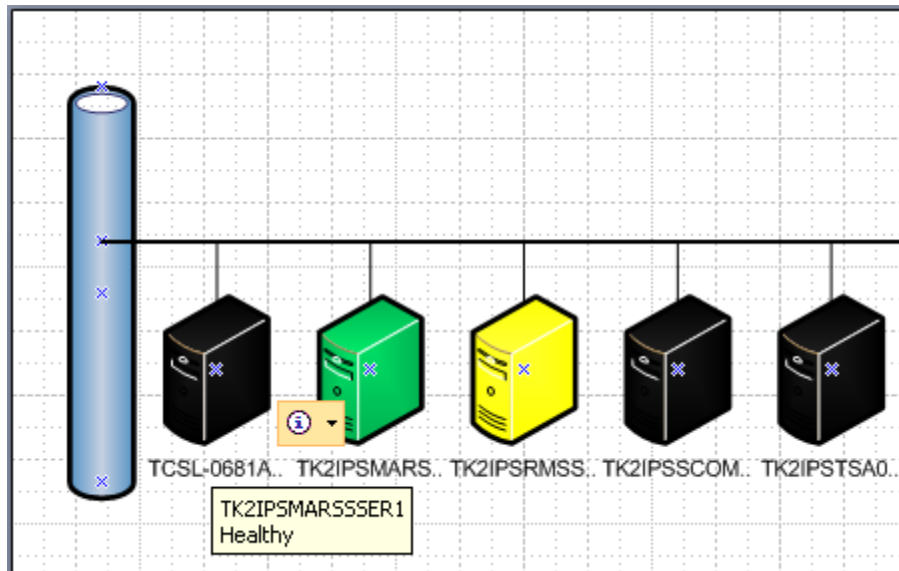 TCSL-0681A.. TK2IPSMARS.. TK2IPSRMSS.. TK2IPSSCOM.. TK2IPSTSA0..
TK2IPSMARSSSER1
Healthy